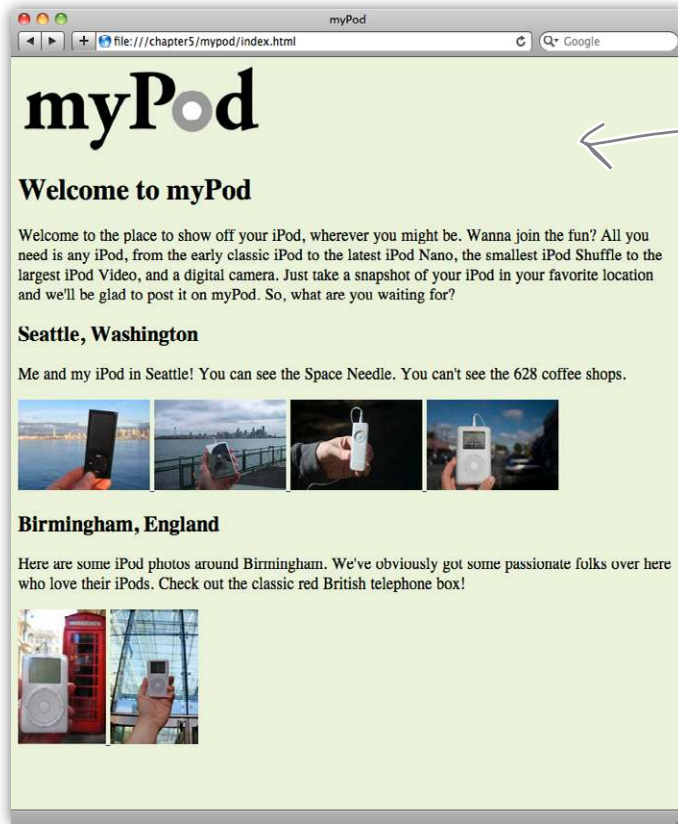 myPod
file:///chapter5/mypod/index.html
Google
myPod
Welcome to myPod
Welcome to the place to show off your iPod, wherever you might be. Wanna join the fun? All you
need is any iPod, from the early classic iPod to the latest iPod Nano, the smallest iPod Shuffle to the
largest iPod Video, and a digital camera. Just take a snapshot of your iPod in your favorite location
and we'll be glad to post it on myPod. So, what are you waiting for?
Seattle, Washington
Me and my iPod in Seattle! You can see the Space Needle. You can't see the 628 coffee shops.
Birmingham, England
Here are some iPod photos around Birmingham. We've obviously got some passionate folks over here
who love their iPods. Check out the classic red British telephone box!